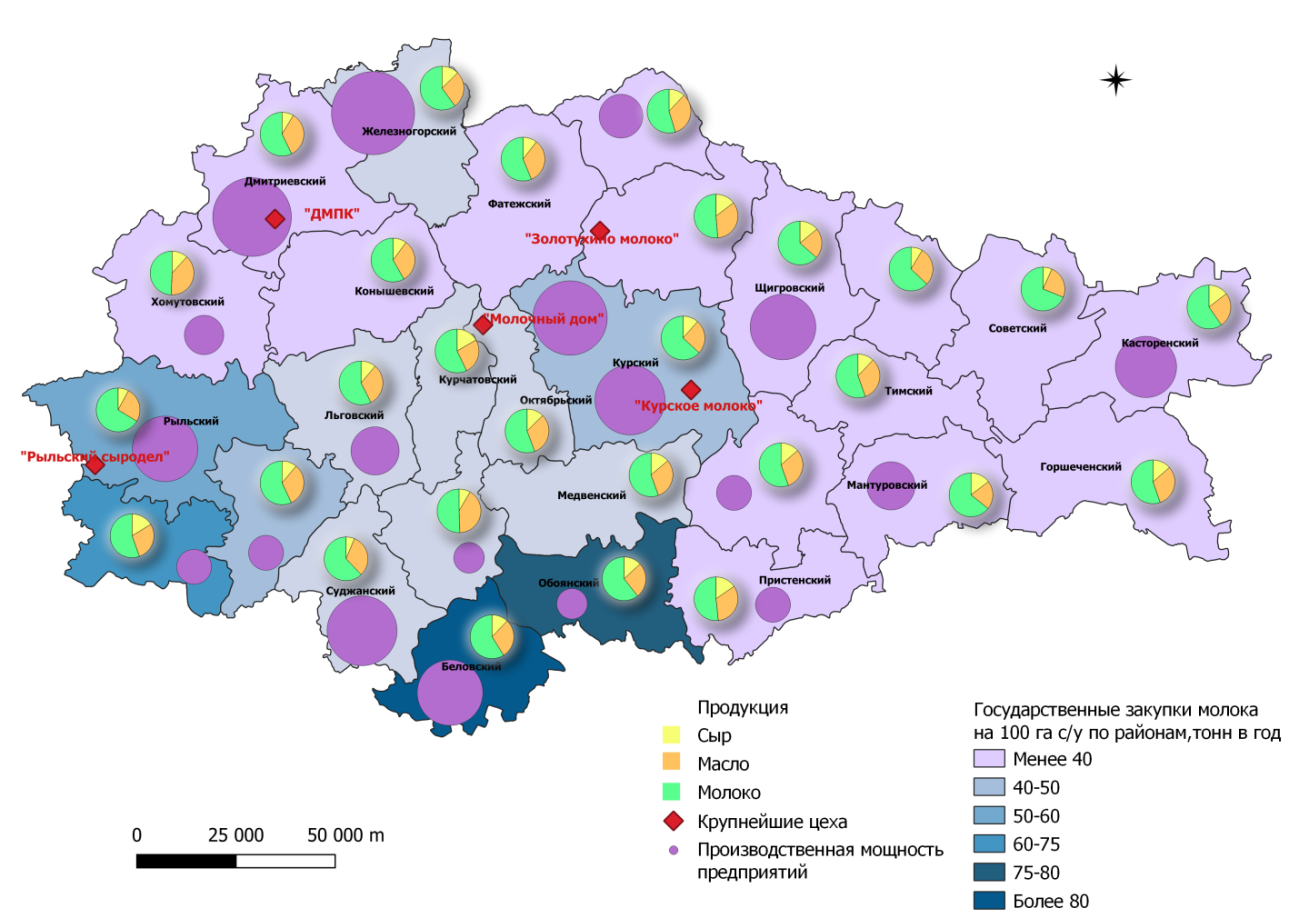 Железногорский
Дмитриевский
"ДМПК"
Фатежский
"Золотухино молоко"
Хомутовский
Конышевский
Щигровский
"Молочный дом"
Советский
Касторенский
Курский
Курчатовский
Октябрьский
"Курское молоко"
Тимский
Рыльский
Льговский
"Рыльский сыродел"
Медвенский
Мантуровский
Горшеченский
Суджанский
Обоянский
Пристенский
Беловский
Продукция
Сыр
Масло
Молоко
Крупнейшие цеха
Производственная мощность
предприятий
Государственные закупки молока
на 100 га с/у по районам,тонн в год
Менее 40
40-50
50-60
60-75
75-80
Более 80
0 25 000 50 000 m